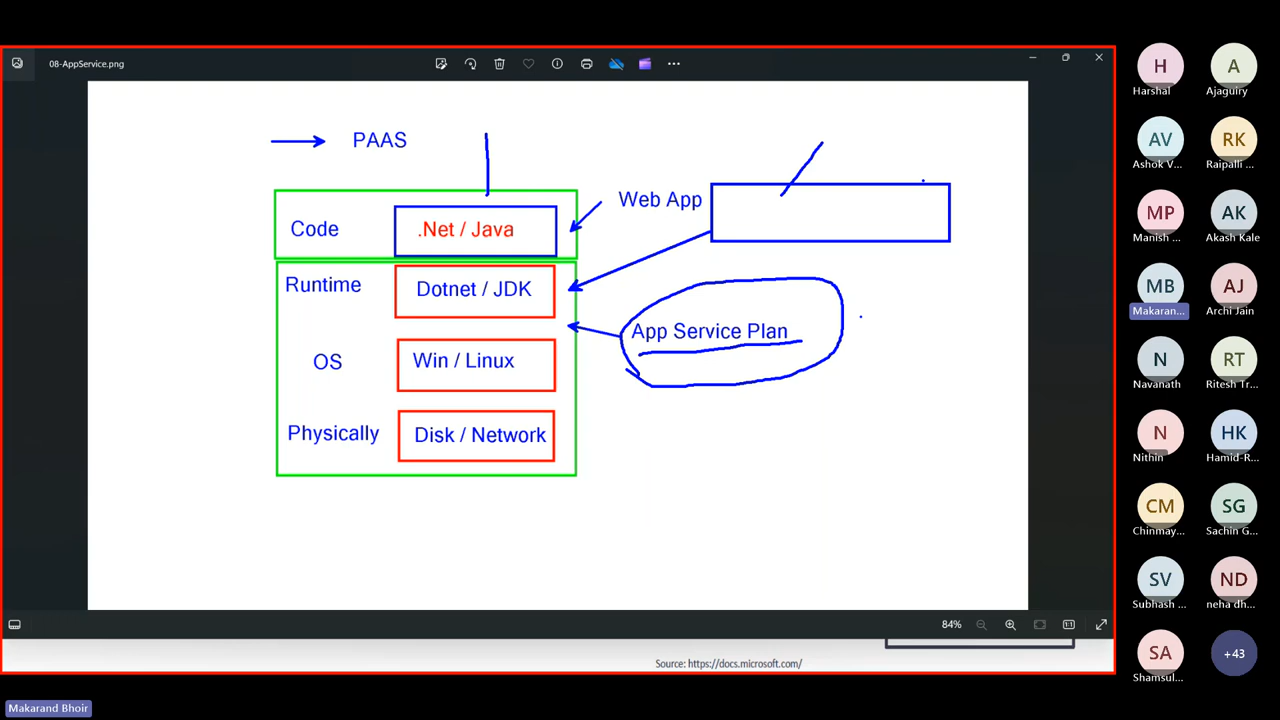 08-AppService.png
PAAS
Web App
Code
.Net / Java
Runtime
Dotnet / JDK
App Service Plan
OS
Win / Linux
Physically
Disk / Network
84%
Source: https://docs.microsoft.com/
Makarand Bhoir
H
Harshal
A
Ajaguiry
AV
Ashok V...
RK
Raipalli ...
MP
Manish ...
AK
Akash Kale
MB
Makaran...
AJ
Archi Jain
N
Navanath
RT
Ritesh Tr...
N
Nithin
HK
Hamid-R...
CM
Chinmay...
SG
Sachin G...
SV
Subhash ...
ND
neha dh...
SA
Shamsul...
+43